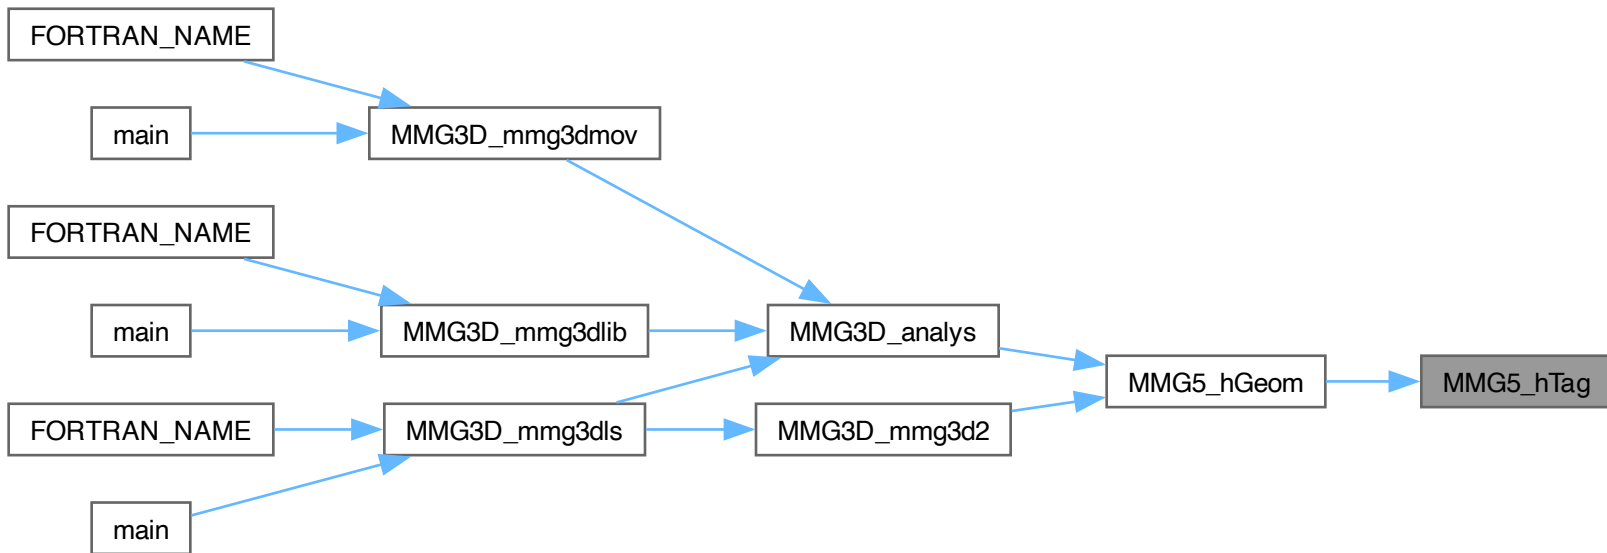 FORTRAN_NAME
main
MMG3D_mmg3dmov
FORTRAN_NAME
main
MMG3D_mmg3dlib
MMG3D_analys
MMG5_hGeom
MMG5_hTag
FORTRAN_NAME
MMG3D_mmg3dls
MMG3D_mmg3d2
main